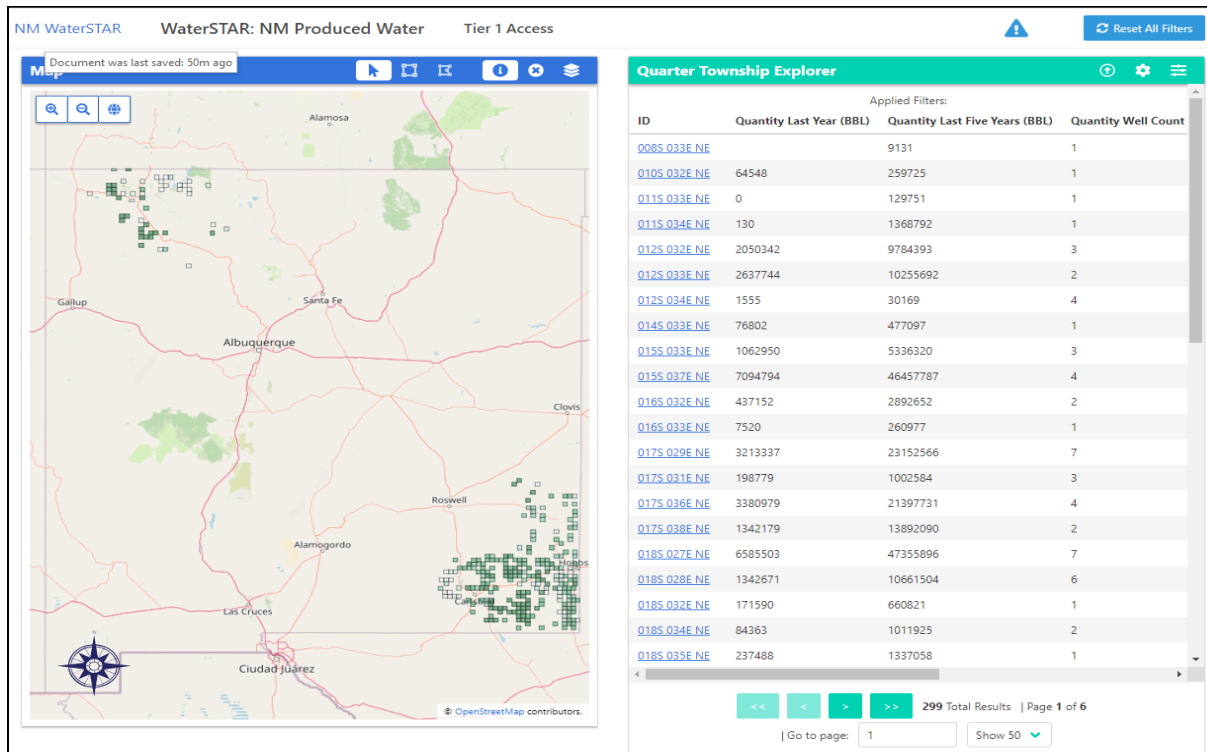 NM WaterSTAR WaterSTAR: NM Produced Water Tier 1 Access Reset All Filters
Document was last saved: 50m ago
Alamosa
Gallup
Santa Fe
Albuquerque
Clovis
Roswell
Alamogordo
Hobbs
Las Cruces
N
Ciudad Juárez
© OpenStreetMap contributors.
Quarter Township Explorer
Applied Filters:
ID Quantity Last Year (BBL) Quantity Last Five Years (BBL) Quantity Well Count
008S 033E NE 9131 1
010S 032E NE 64548 259725 1
011S 033E NE 0 129751 1
011S 034E NE 130 1368792 1
012S 032E NE 2050342 9784393 3
012S 033E NE 2637744 10255692 2
012S 034E NE 1555 30169 4
014S 033E NE 76802 477097 1
015S 033E NE 1062950 5336320 3
015S 037E NE 7094794 46457787 4
016S 032E NE 437152 2892652 2
016S 033E NE 7520 260977 1
017S 029E NE 3213337 23152566 7
017S 031E NE 198779 1002584 3
017S 036E NE 3380979 21397731 4
017S 038E NE 1342179 13892090 2
018S 027E NE 6585503 47355896 7
018S 028E NE 1342671 10661504 6
018S 032E NE 171590 660821 1
018S 034E NE 84363 1011925 2
018S 035E NE 237488 1337058 1
<< < > >> 299 Total Results | Page 1 of 6
| Go to page: 1 Show 50